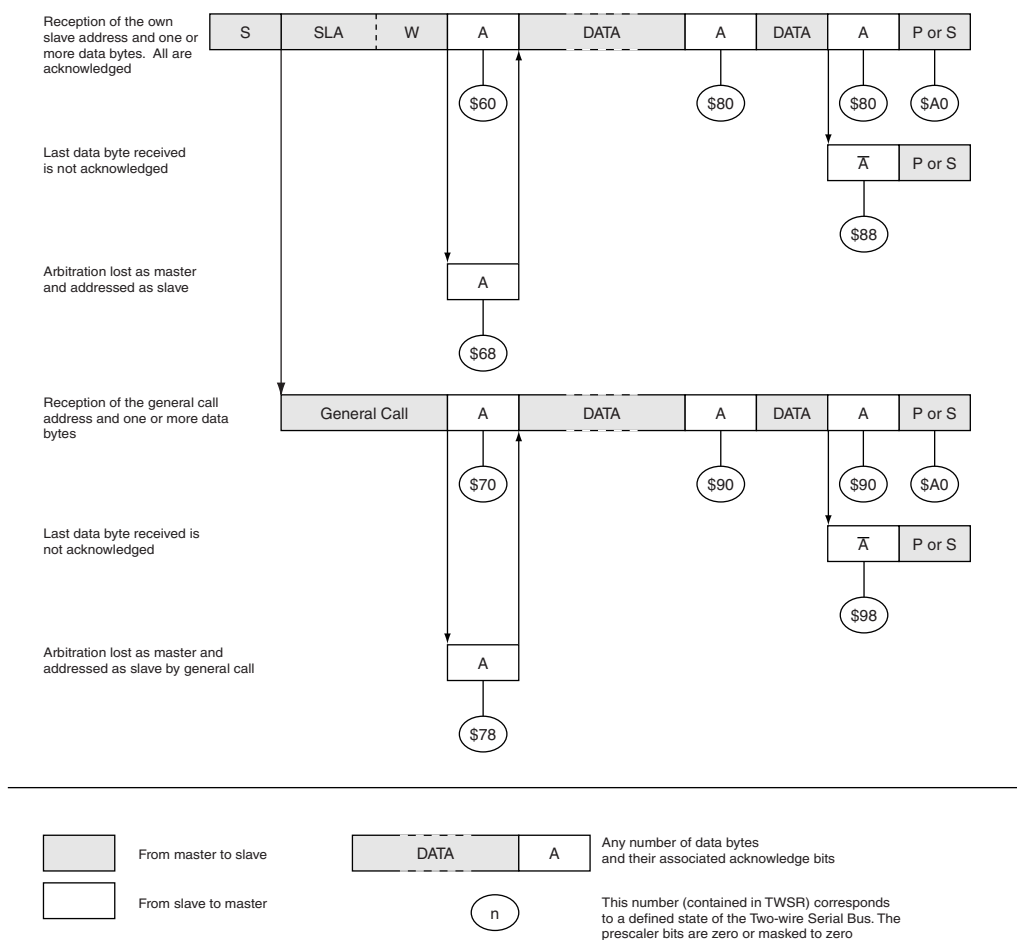 Reception of the own
slave address and one or
more data bytes. All are
acknowledged
S SLA W A DATA A DATA A P or S
$60 $80 $80 $A0
Last data byte received
is not acknowledged
A̅ P or S
$88
Arbitration lost as master
and addressed as slave
A
$68
Reception of the general call
address and one or more data
bytes
General Call A DATA A DATA A P or S
$70 $90 $90 $A0
Last data byte received is
not acknowledged
A̅ P or S
$98
Arbitration lost as master and
addressed as slave by general call
A
$78
From master to slave
DATA A
Any number of data bytes
and their associated acknowledge bits
From slave to master
n
This number (contained in TWSR) corresponds
to a defined state of the Two-wire Serial Bus. The
prescaler bits are zero or masked to zero